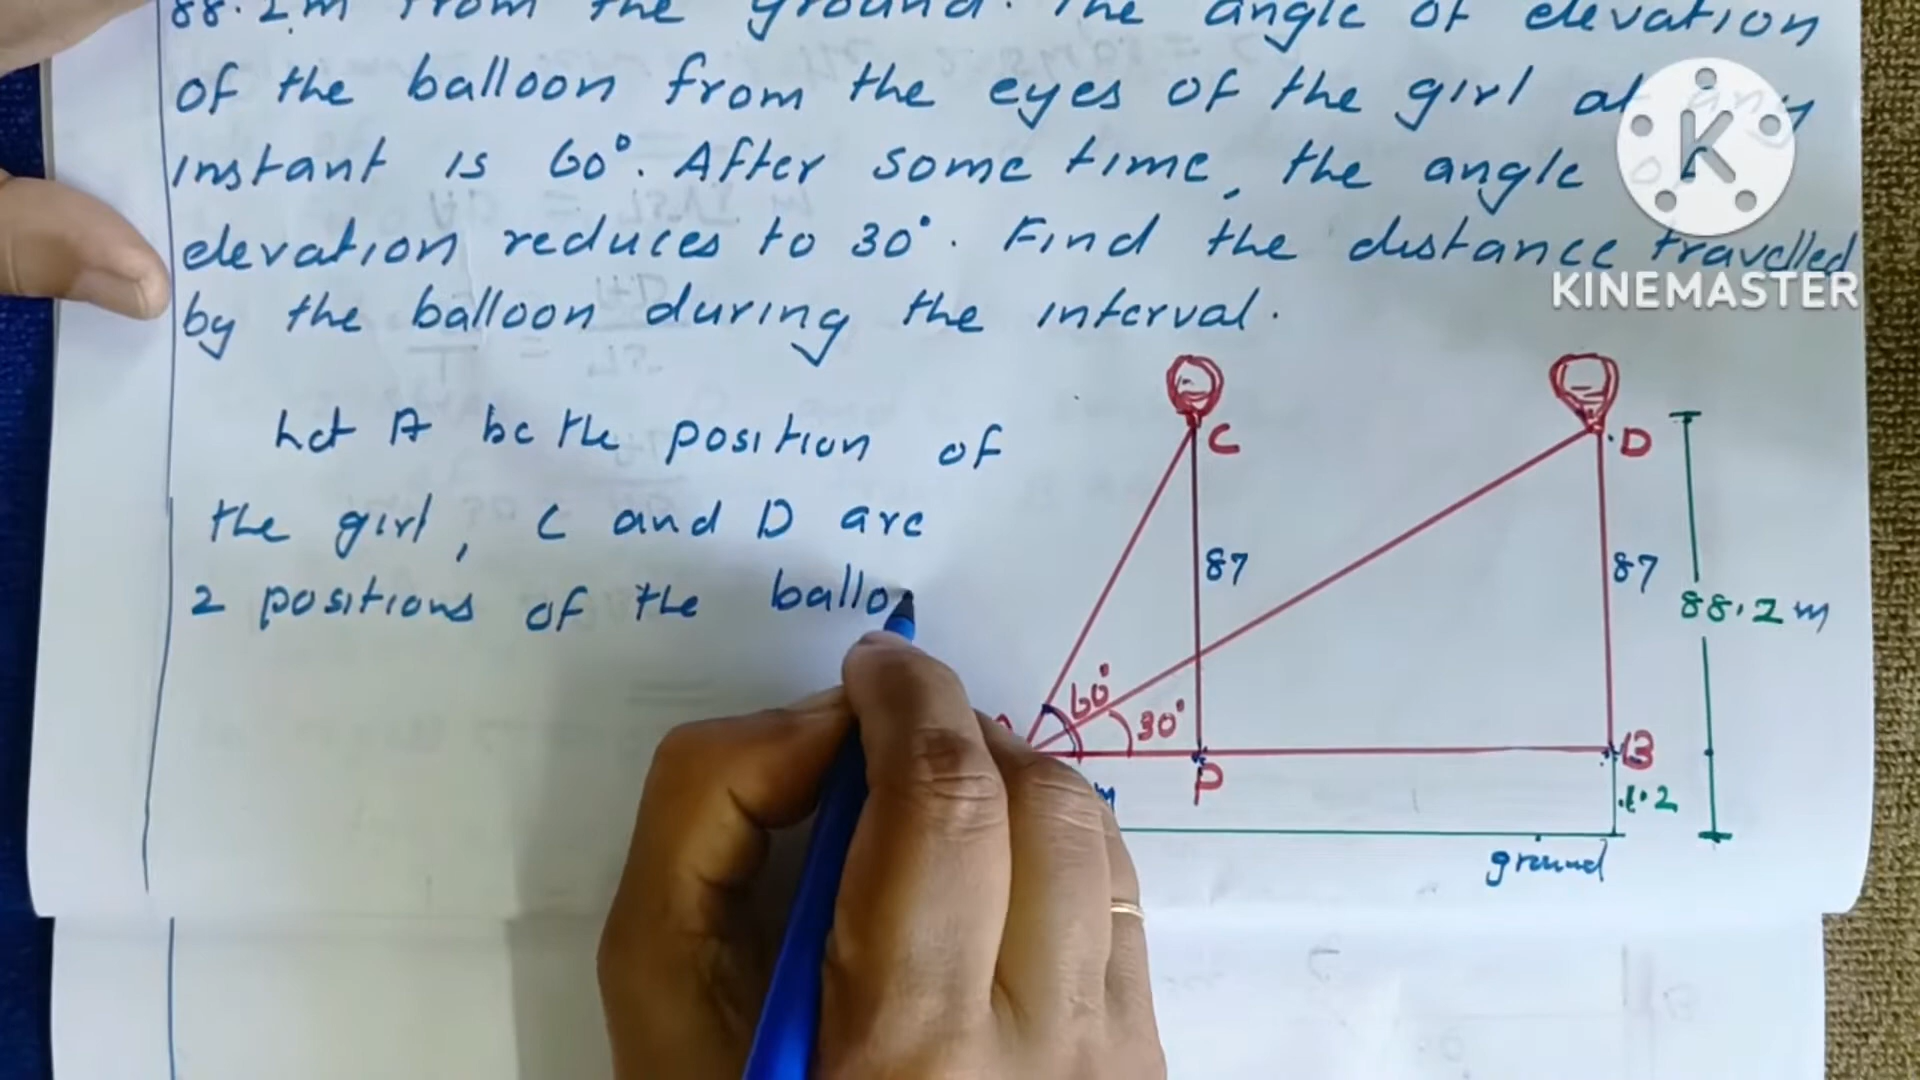 88.2m from the ground. The angle of elevation
of the balloon from the eyes of the girl at any
instant is 60°. After some time, the angle of
elevation reduces to 30°. Find the distance travelled
by the balloon during the interval.
KINEMASTER
Let A be the position of
the girl, C and D are
2 positions of the ballo
C
D
87
87
88.2 m
60°
30°
P
B
1.2
m
ground